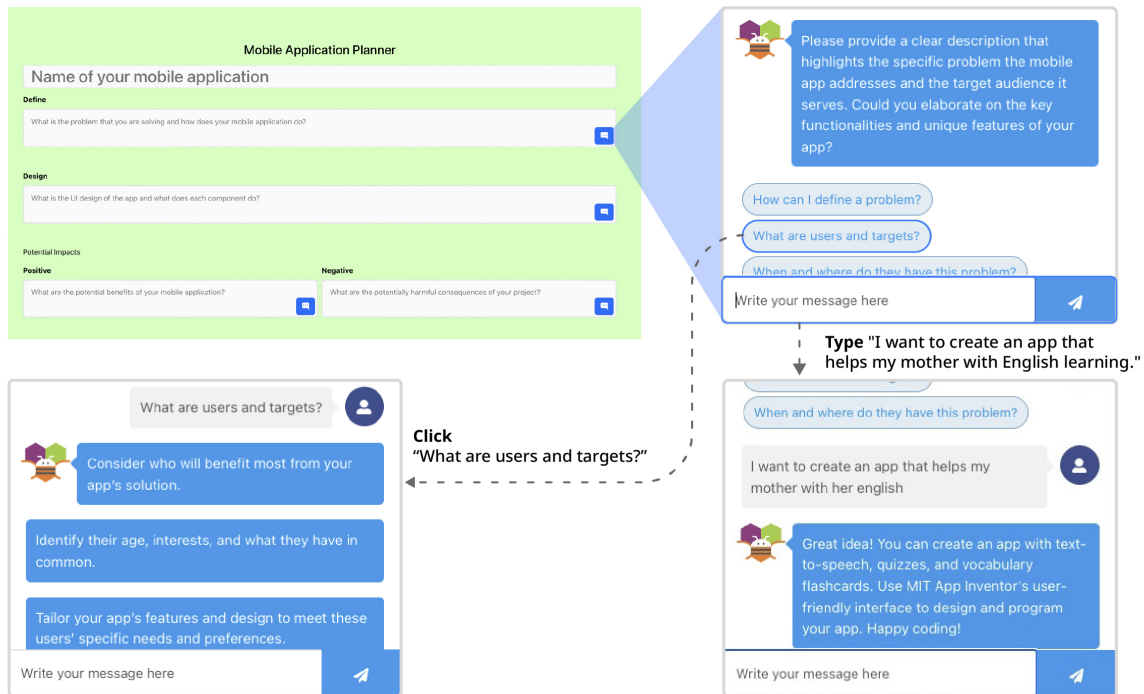 Mobile Application Planner
Name of your mobile application
Define
What is the problem that you are solving and how does your mobile application do?
Design
What is the UI design of the app and what does each component do?
Potential Impacts
Positive
Negative
What are the potential benefits of your mobile application?
What are the potentially harmful consequences of your project?
Please provide a clear description that
highlights the specific problem the mobile
app addresses and the target audience it
serves. Could you elaborate on the key
functionalities and unique features of your
app?
How can I define a problem?
What are users and targets?
When and where do they have this problem?
Write your message here
Type "I want to create an app that
helps my mother with English learning."
Click
“What are users and targets?”
What are users and targets?
Consider who will benefit most from your
app's solution.
Identify their age, interests, and what they have in
common.
Tailor your app's features and design to meet these
users' specific needs and preferences.
Write your message here
When and where do they have this problem?
I want to create an app that helps my
mother with her english
Great idea! You can create an app with text-
to-speech, quizzes, and vocabulary
flashcards. Use MIT App Inventor's user-
friendly interface to design and program
your app. Happy coding!
Write your message here